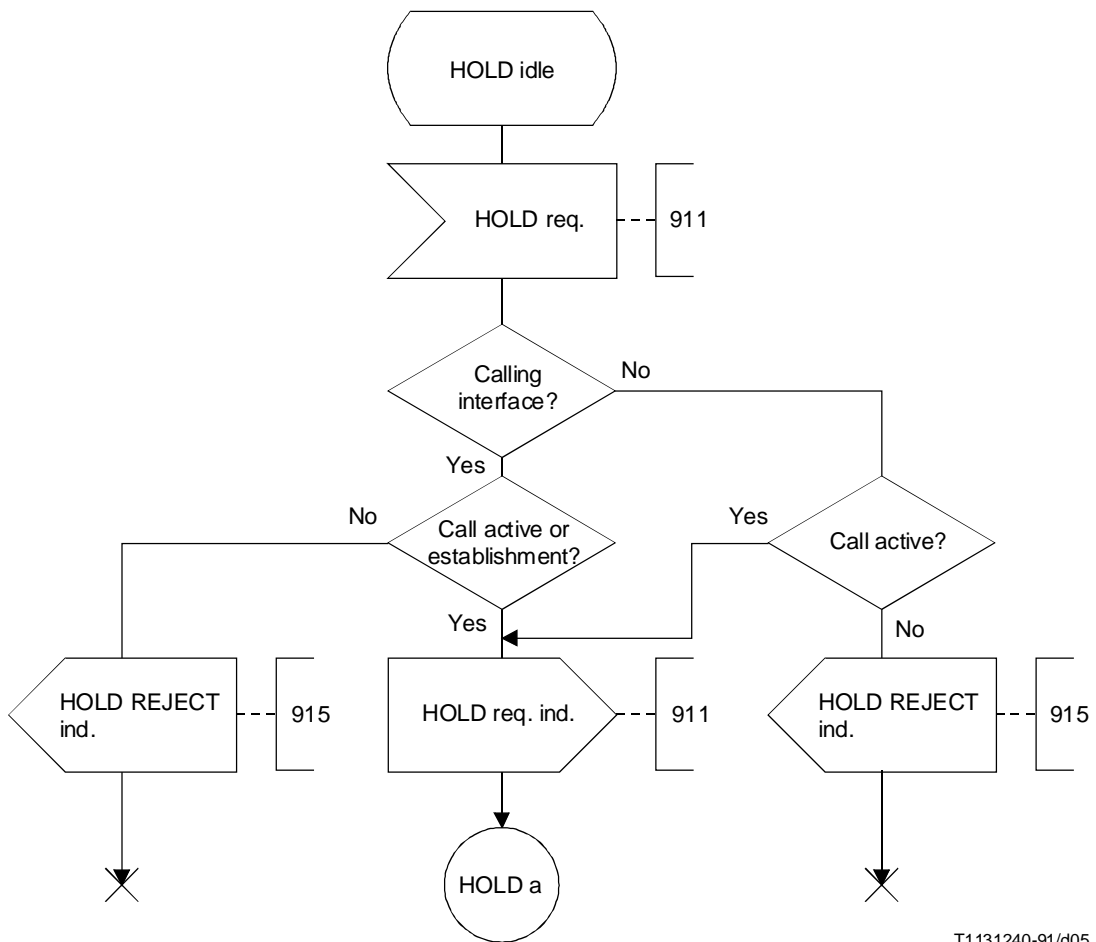 HOLD idle
HOLD req.
911
Calling
interface?
No
Yes
No
Call active or
establishment?
Yes
Call active?
Yes
No
HOLD REJECT
ind.
915
HOLD req. ind.
911
HOLD REJECT
ind.
915
HOLD a
T1131240-91/d05